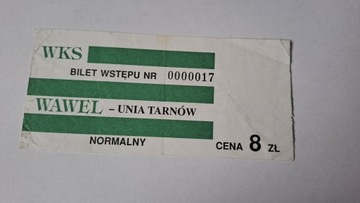 WKS
BILET WSTĘPU NR 0000017
WAWEL – UNIA TARNÓW
NORMALNY
CENA 8 ZŁ